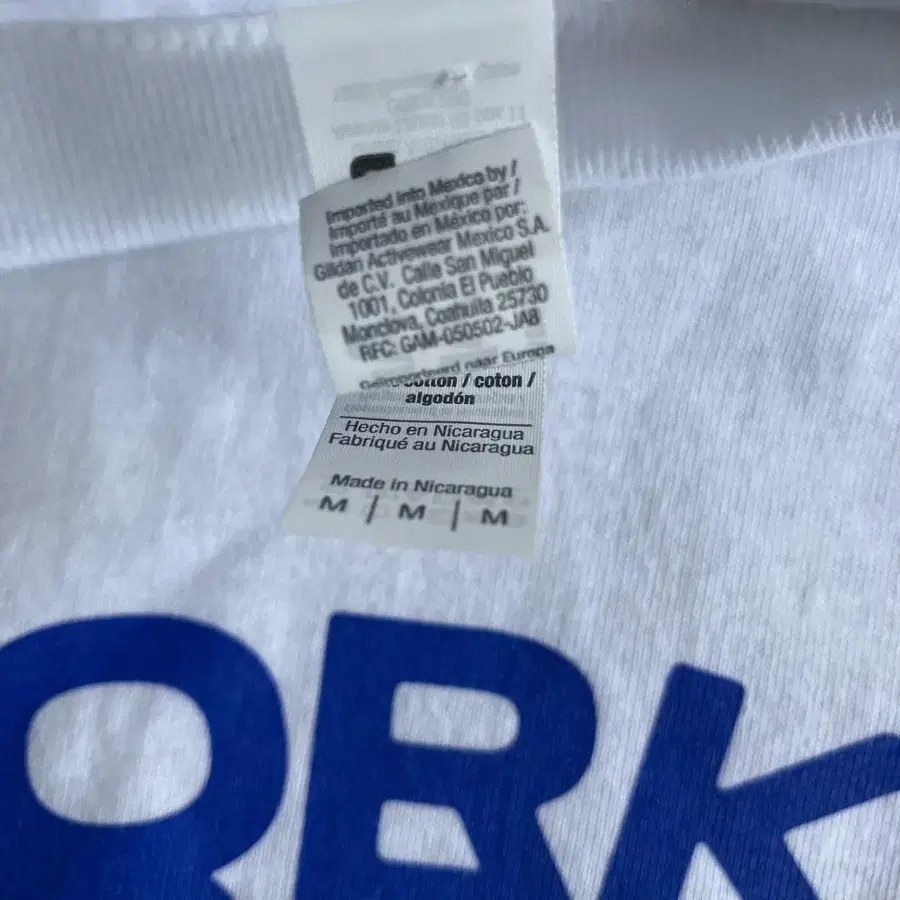 Imported into Mexico by /
Importé au Mexique par /
Importado en México por:
Gildan Activewear Mexico S.A.
de C.V. Calle San Miguel
1001, Colonia El Pueblo
Monclova, Coahuila 25730
RFC: GAM-050502-JA8
naar Europa
cotton / coton /
algodón
Hecho en Nicaragua
Fabriqué au Nicaragua
Made in Nicaragua
M | M | M
ORK